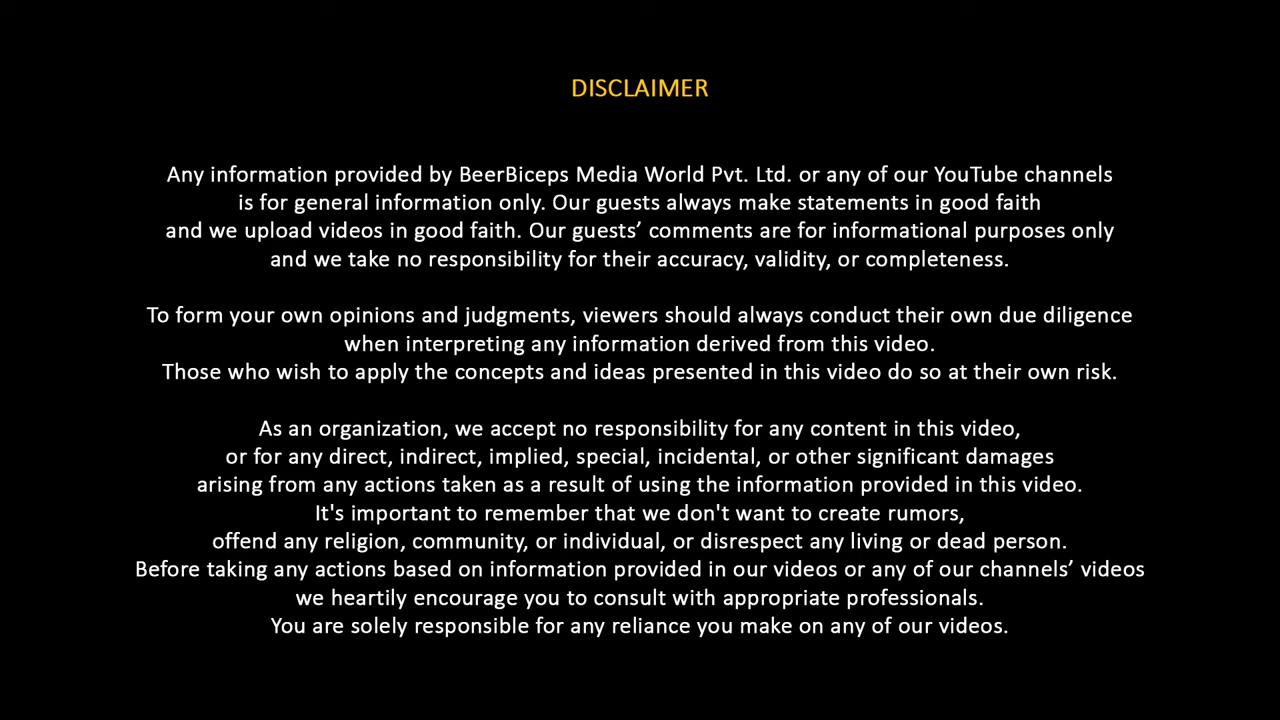 DISCLAIMER
Any information provided by BeerBiceps Media World Pvt. Ltd. or any of our YouTube channels
is for general information only. Our guests always make statements in good faith
and we upload videos in good faith. Our guests’ comments are for informational purposes only
and we take no responsibility for their accuracy, validity, or completeness.
To form your own opinions and judgments, viewers should always conduct their own due diligence
when interpreting any information derived from this video.
Those who wish to apply the concepts and ideas presented in this video do so at their own risk.
As an organization, we accept no responsibility for any content in this video,
or for any direct, indirect, implied, special, incidental, or other significant damages
arising from any actions taken as a result of using the information provided in this video.
It's important to remember that we don't want to create rumors,
offend any religion, community, or individual, or disrespect any living or dead person.
Before taking any actions based on information provided in our videos or any of our channels’ videos
we heartily encourage you to consult with appropriate professionals.
You are solely responsible for any reliance you make on any of our videos.